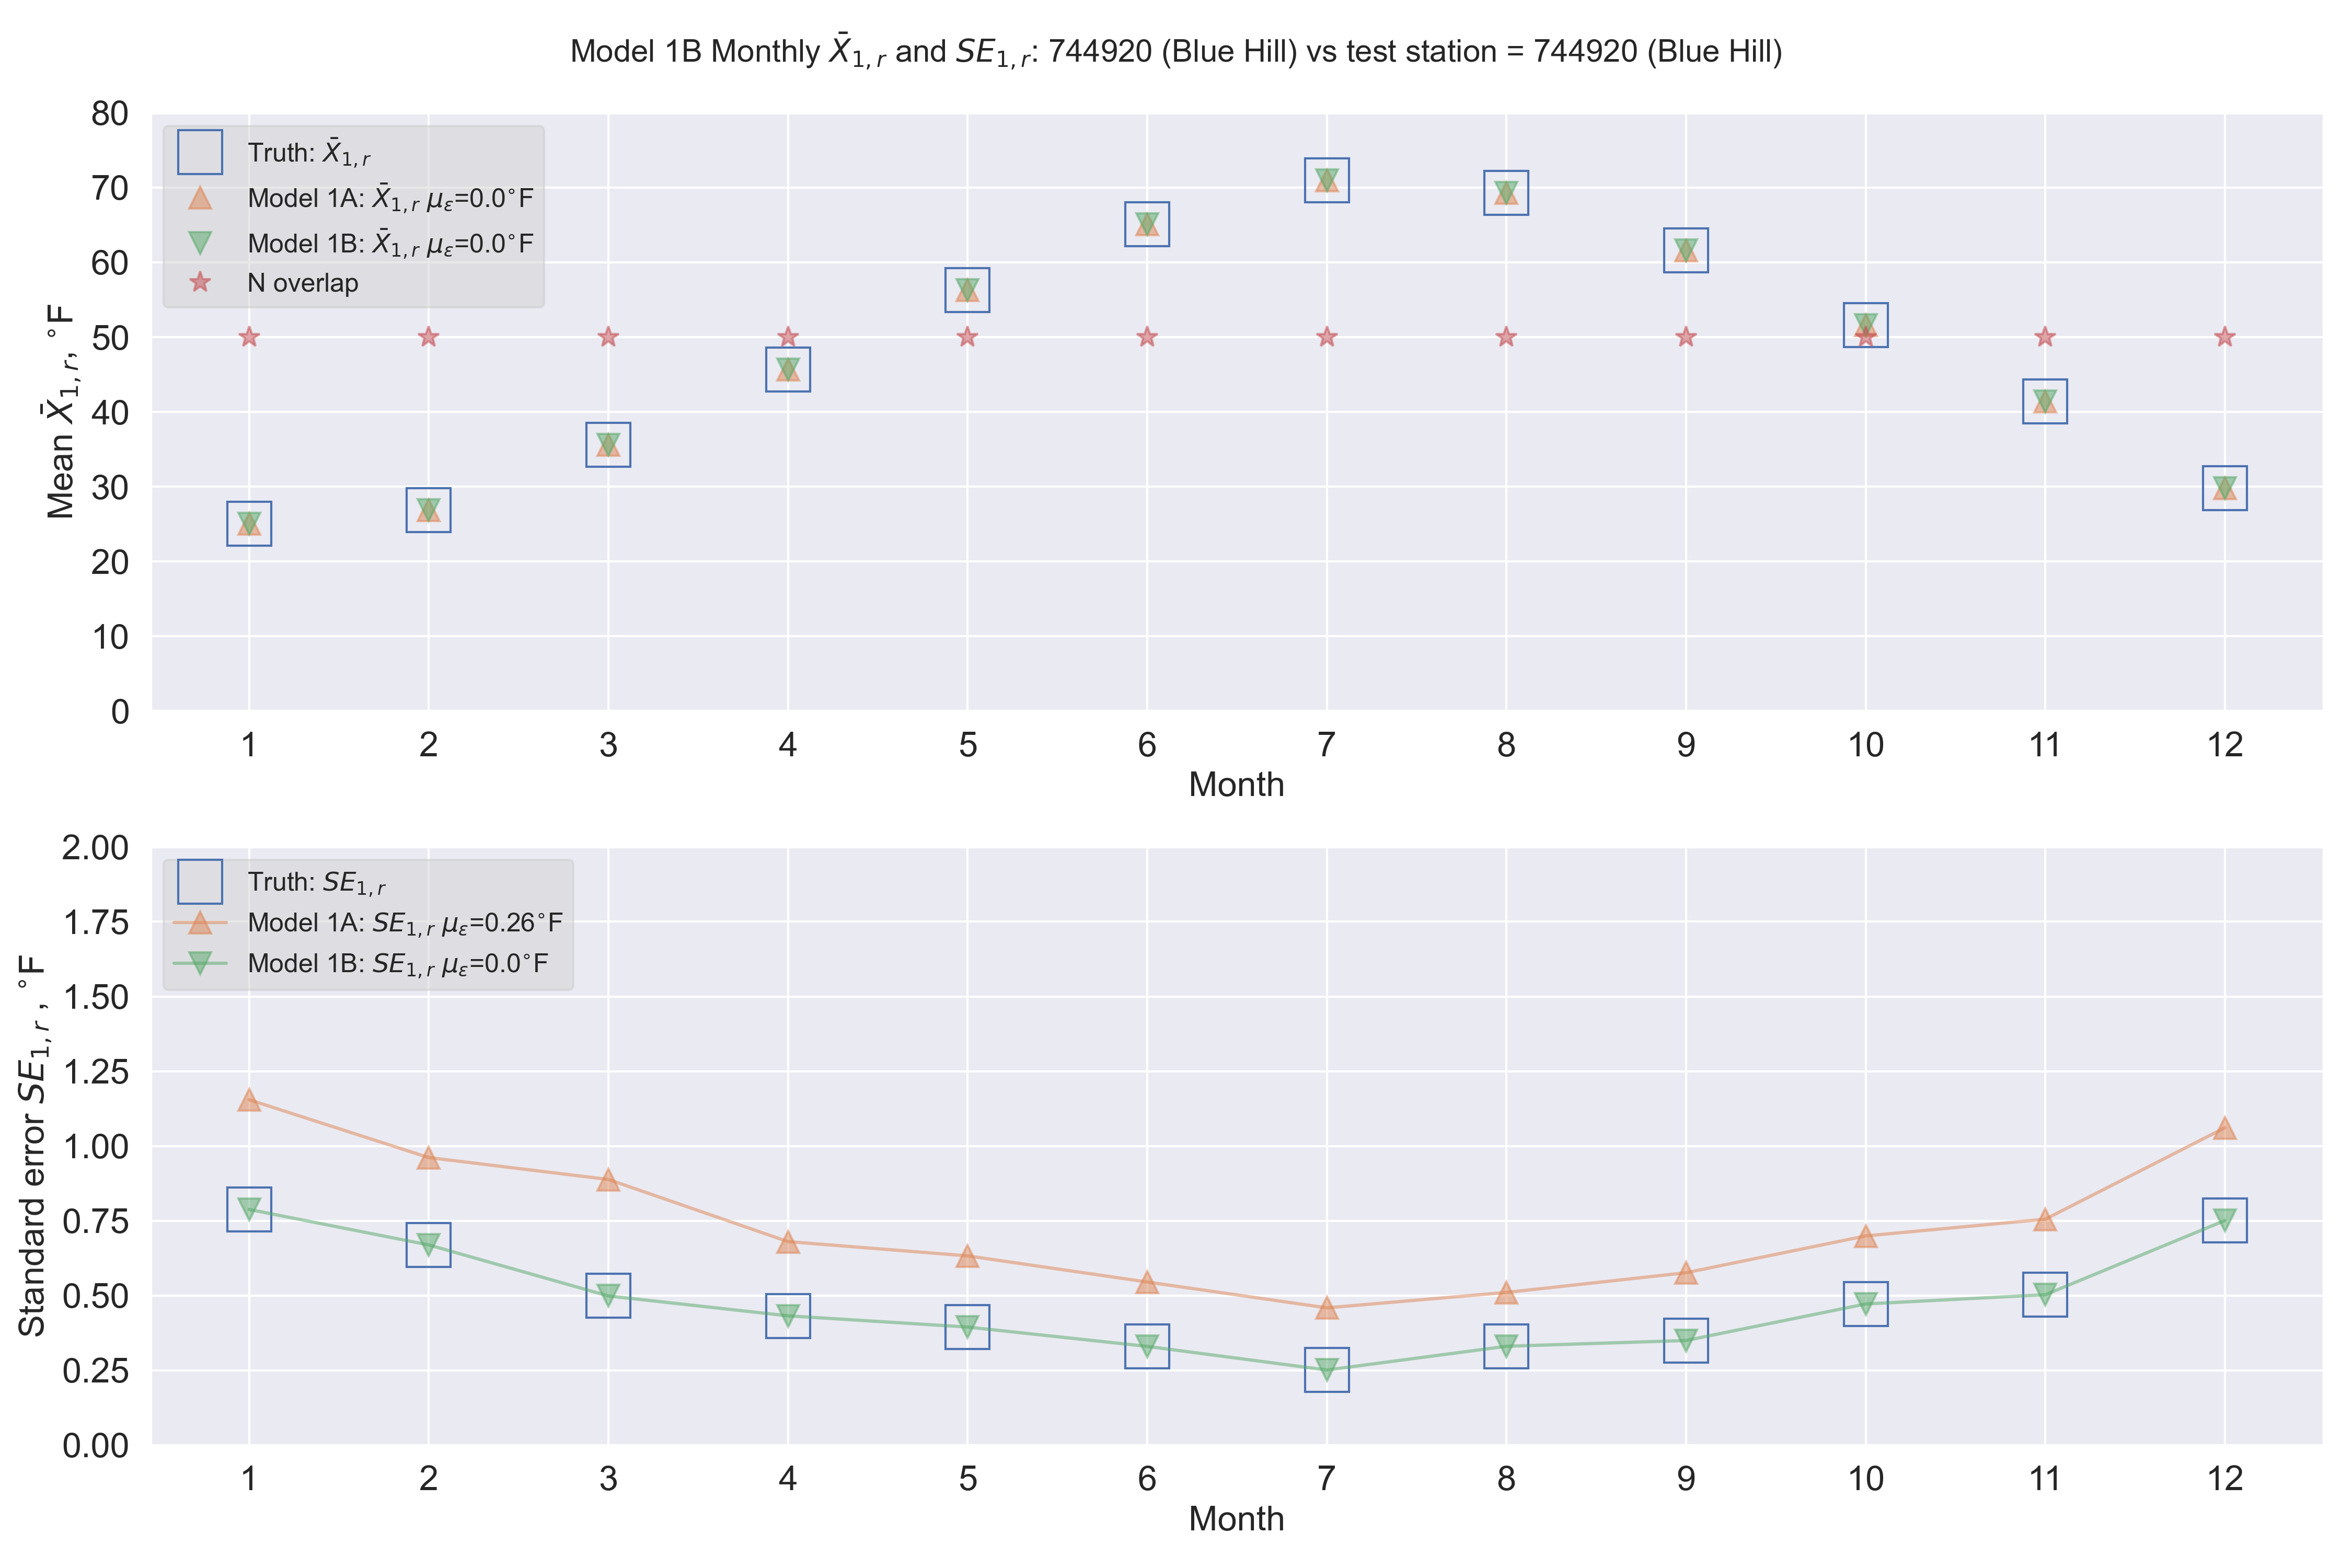 Model 1B Monthly X̄₁,ᵣ and SE₁,ᵣ: 744920 (Blue Hill) vs test station = 744920 (Blue Hill)
Mean X̄₁,ᵣ, °F
80
70
60
50
40
30
20
10
0
Truth: X̄₁,ᵣ
Model 1A: X̄₁,ᵣ με=0.0°F
Model 1B: X̄₁,ᵣ με=0.0°F
N overlap
1 2 3 4 5 6 7 8 9 10 11 12
Month
Standard error SE₁,ᵣ , °F
2.00
1.75
1.50
1.25
1.00
0.75
0.50
0.25
0.00
Truth: SE₁,ᵣ
Model 1A: SE₁,ᵣ με=0.26°F
Model 1B: SE₁,ᵣ με=0.0°F
1 2 3 4 5 6 7 8 9 10 11 12
Month